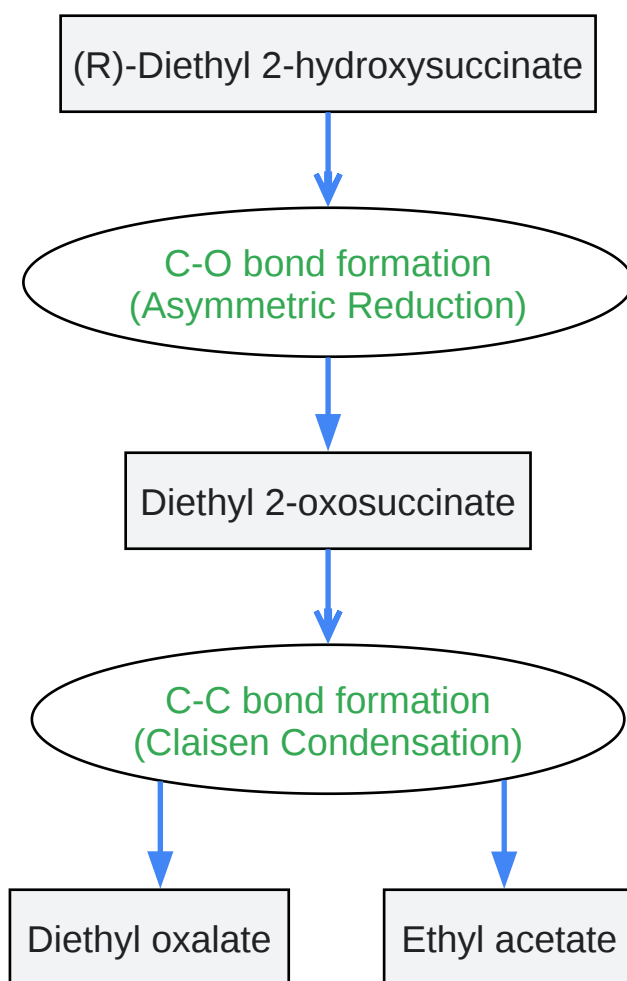 (R)-Diethyl 2-hydroxysuccinate
C-O bond formation
(Asymmetric Reduction)
Diethyl 2-oxosuccinate
C-C bond formation
(Claisen Condensation)
Diethyl oxalate
Ethyl acetate